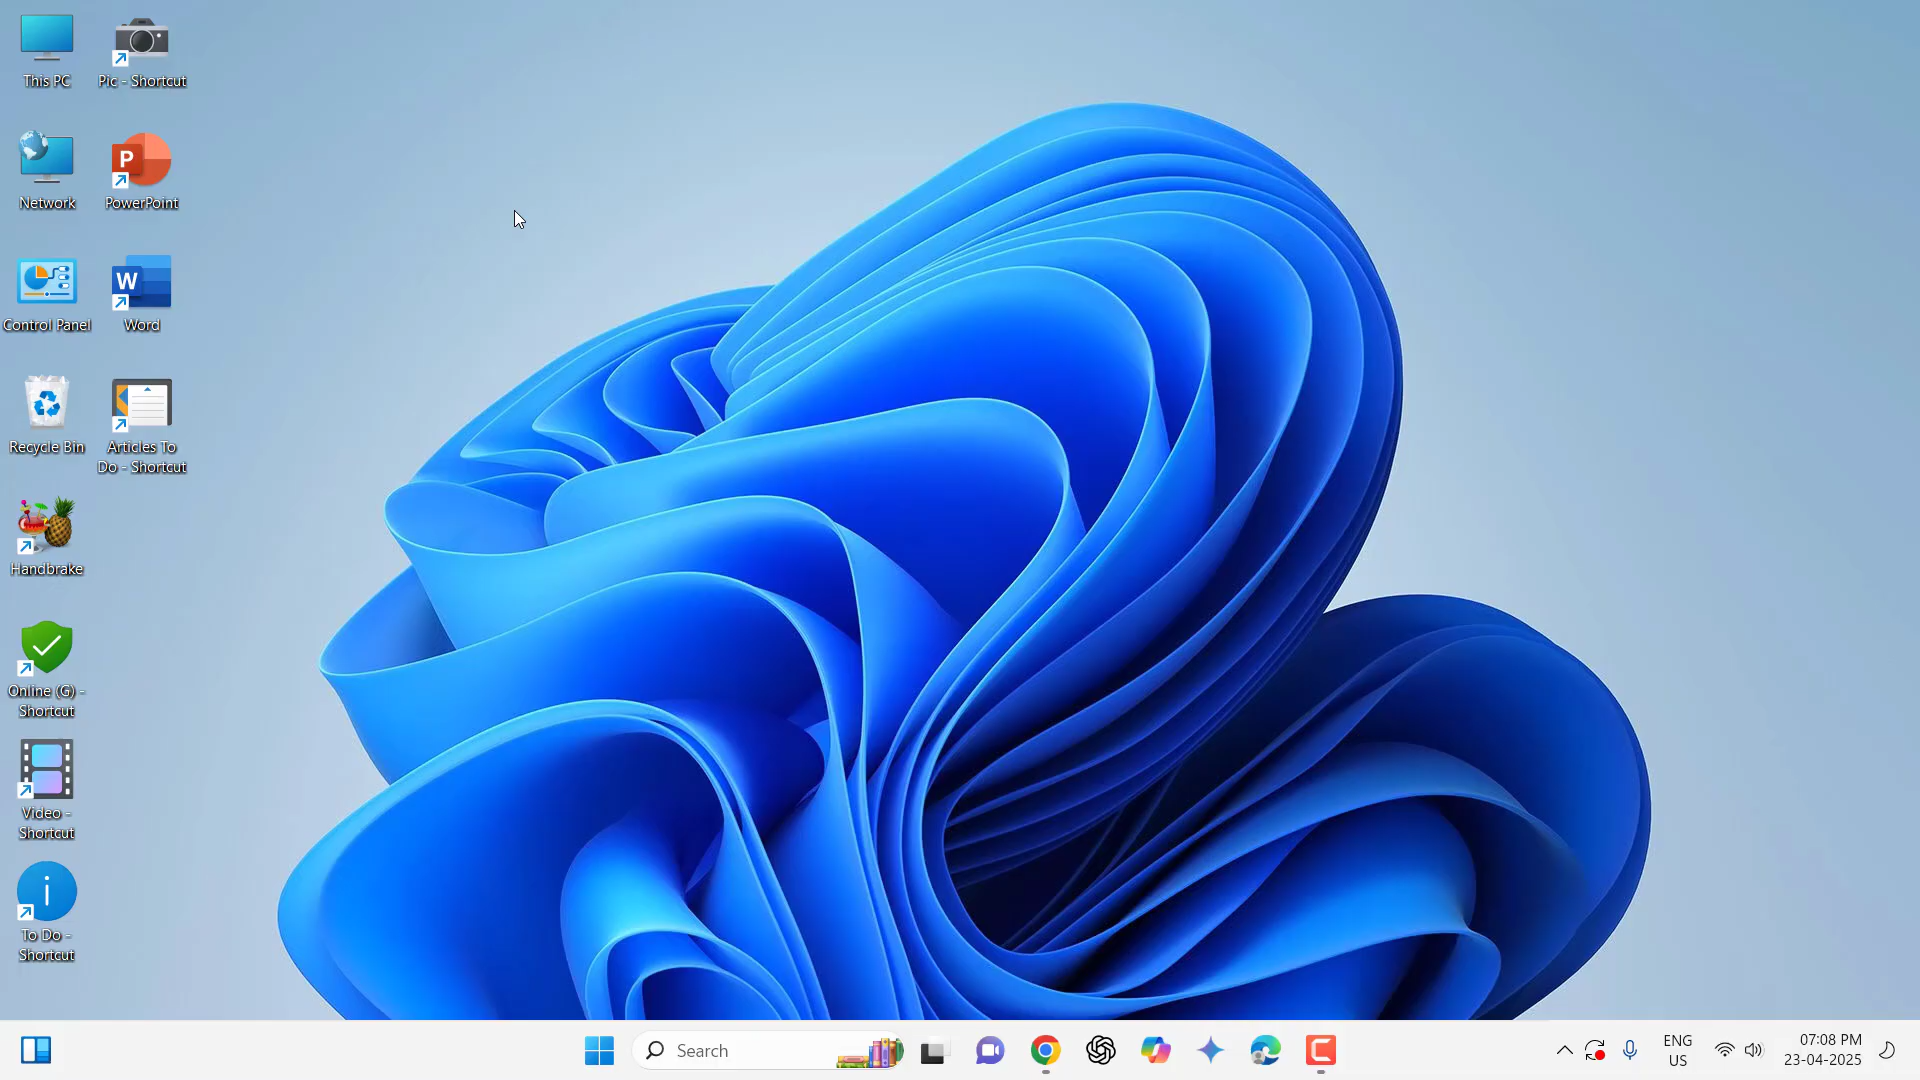 This PC
Pic - Shortcut
Network
P
PowerPoint
Control Panel
W
Word
Recycle Bin
Articles To
Do - Shortcut
Handbrake
Online (G) -
Shortcut
Video -
Shortcut
i
To Do -
Shortcut
Search
ENG
US
07:08 PM
23-04-2025